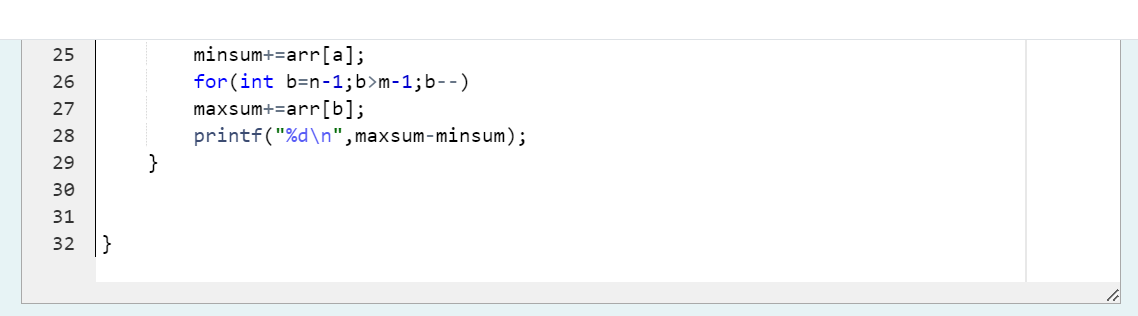 25 minsum+=arr[a];
26 for(int b=n-1;b>m-1;b--)
27 maxsum+=arr[b];
28 printf("%d\n",maxsum-minsum);
29 }
30
31
32 }